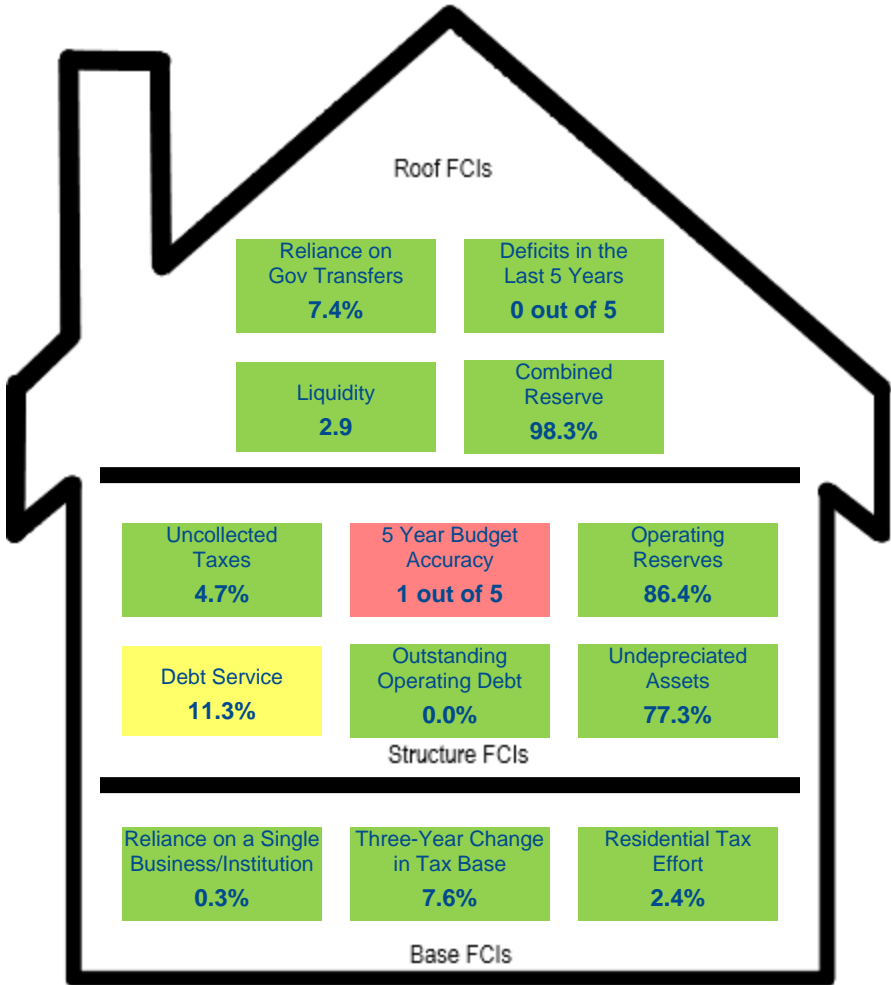 Roof FCIs
Reliance on
Gov Transfers
7.4%
Deficits in the
Last 5 Years
0 out of 5
Liquidity
2.9
Combined
Reserve
98.3%
Uncollected
Taxes
4.7%
5 Year Budget
Accuracy
1 out of 5
Operating
Reserves
86.4%
Debt Service
11.3%
Outstanding
Operating Debt
0.0%
Undepreciated
Assets
77.3%
Structure FCIs
Reliance on a Single
Business/Institution
0.3%
Three-Year Change
in Tax Base
7.6%
Residential Tax
Effort
2.4%
Base FCIs